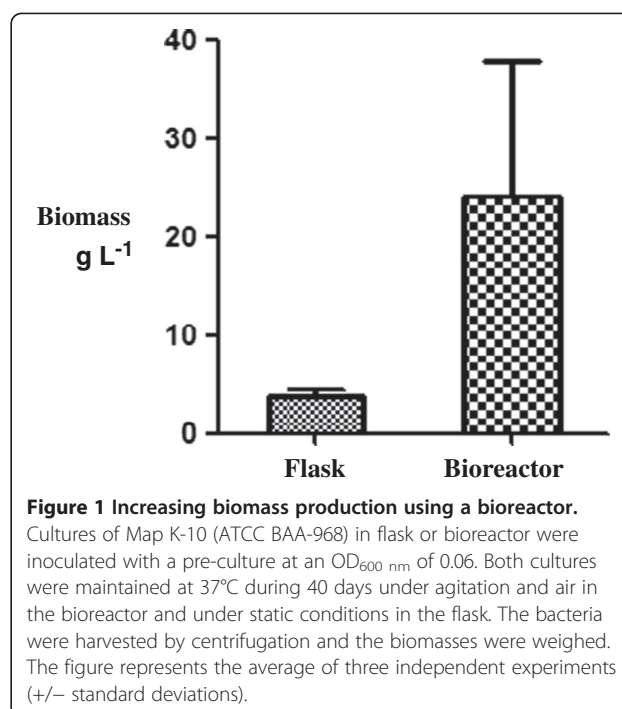 40
30
Biomass
20
g L-1
10
0
Flask Bioreactor
Figure 1 Increasing biomass production using a bioreactor.
Cultures of Map K-10 (ATCC BAA-968) in flask or bioreactor were
inoculated with a pre-culture at an OD600 nm of 0.06. Both cultures
were maintained at 37°C during 40 days under agitation and air in
the bioreactor and under static conditions in the flask. The bacteria
were harvested by centrifugation and the biomasses were weighed.
The figure represents the average of three independent experiments
(+/− standard deviations).